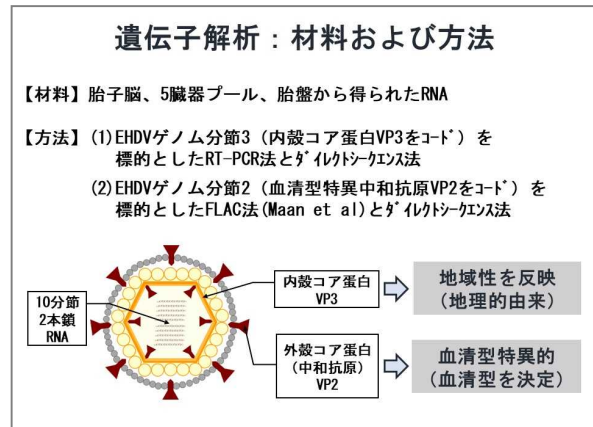 遺伝子解析：材料および方法
【材料】胎子脳、5臓器プール、胎盤から得られたRNA
【方法】(1)EHDVゲノム分節3（内殻コア蛋白VP3をｺｰﾄﾞ）を
標的としたRT-PCR法とﾀﾞｲﾚｸﾄｼｰｸｴﾝｽ法
(2)EHDVゲノム分節2（血清型特異中和抗原VP2をｺｰﾄﾞ）を
標的としたFLAC法(Maan et al)とﾀﾞｲﾚｸﾄｼｰｸｴﾝｽ法
10分節
2本鎖
RNA
内殻コア蛋白
VP3
地域性を反映
（地理的由来）
外殻コア蛋白
（中和抗原）
VP2
血清型特異的
（血清型を決定）